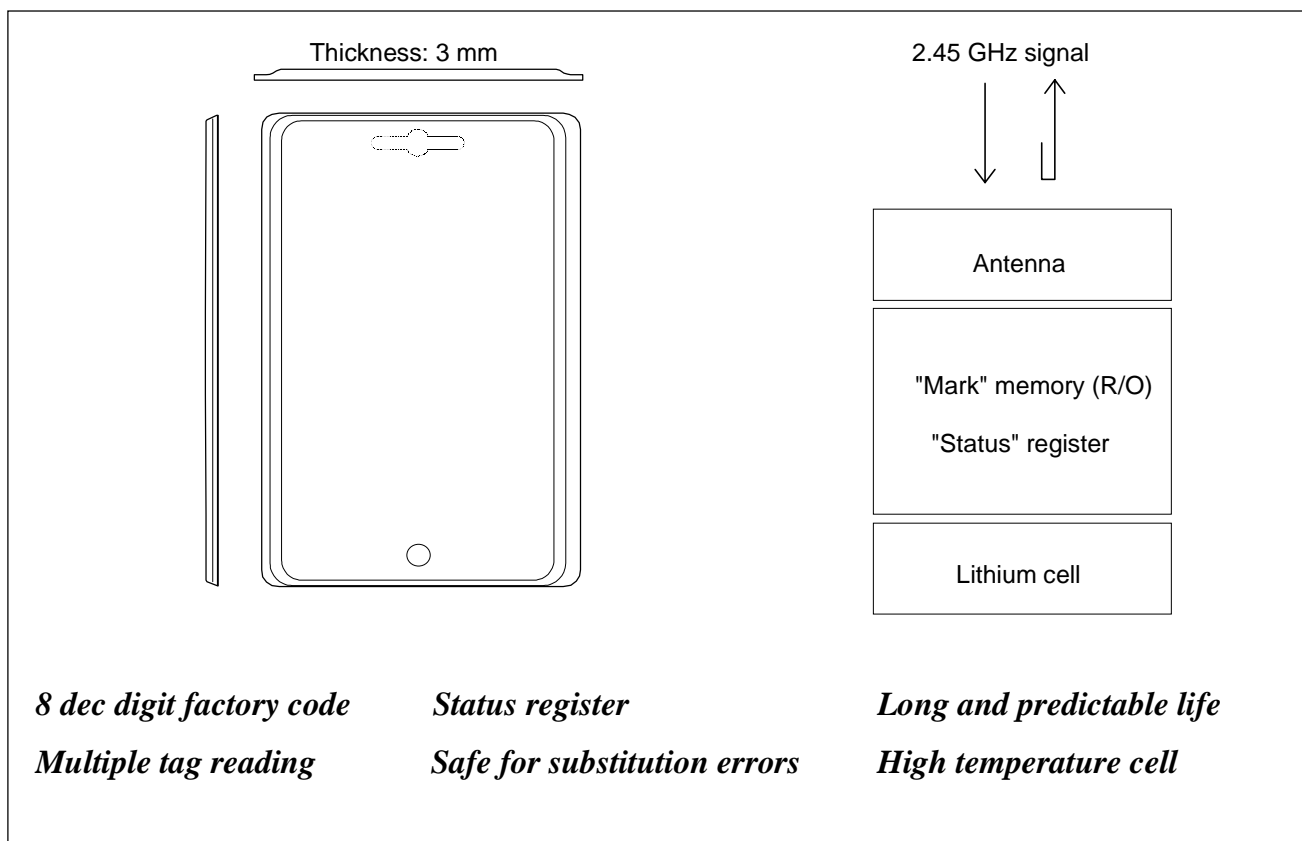 Thickness: 3 mm
2.45 GHz signal
Antenna
"Mark" memory (R/O)
"Status" register
Lithium cell
8 dec digit factory code
Status register
Long and predictable life
Multiple tag reading
Safe for substitution errors
High temperature cell